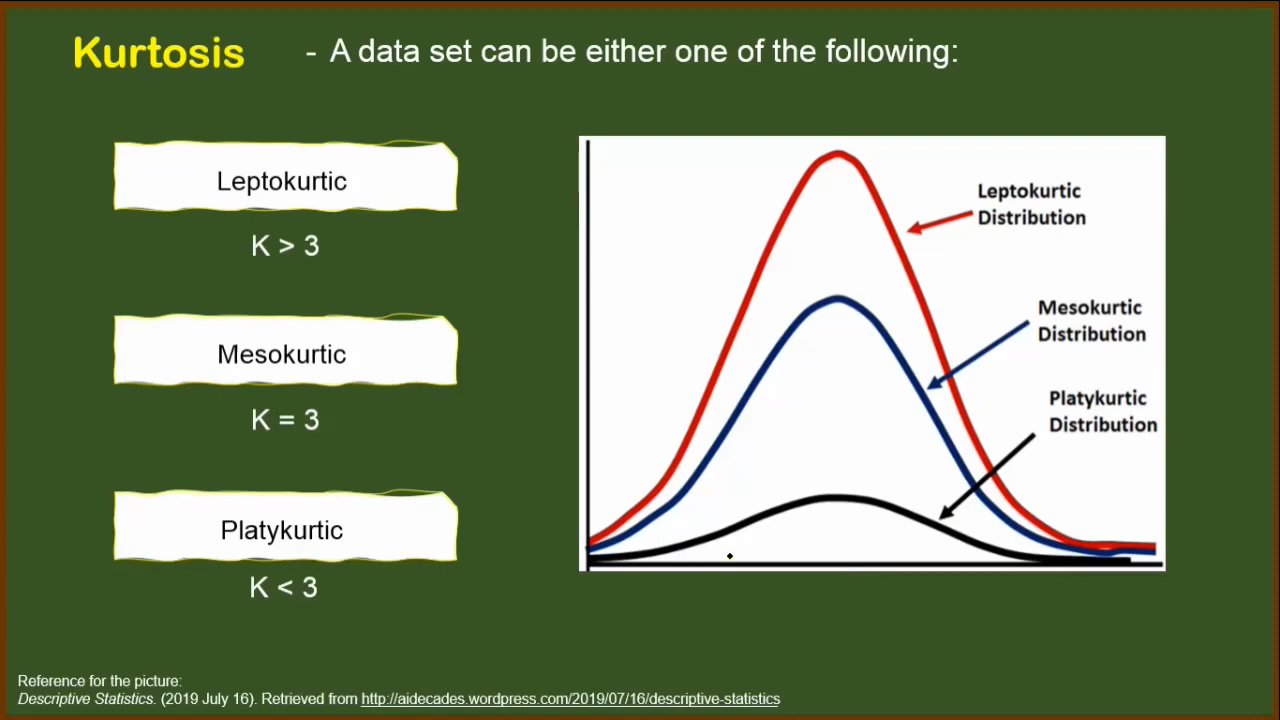 Kurtosis - A data set can be either one of the following:
Leptokurtic
K > 3
Mesokurtic
K = 3
Platykurtic
K < 3
Leptokurtic
Distribution
Mesokurtic
Distribution
Platykurtic
Distribution
Reference for the picture:
Descriptive Statistics. (2019 July 16). Retrieved from http://aidecades.wordpress.com/2019/07/16/descriptive-statistics